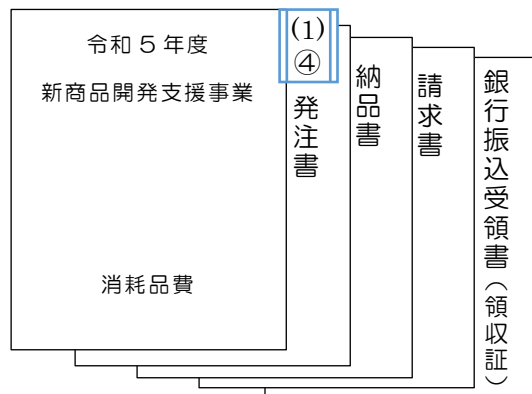 令和5年度
新商品開発支援事業
消耗品費
(1)
④
発注書
納品書
請求書
銀行振込受領書(領収証)